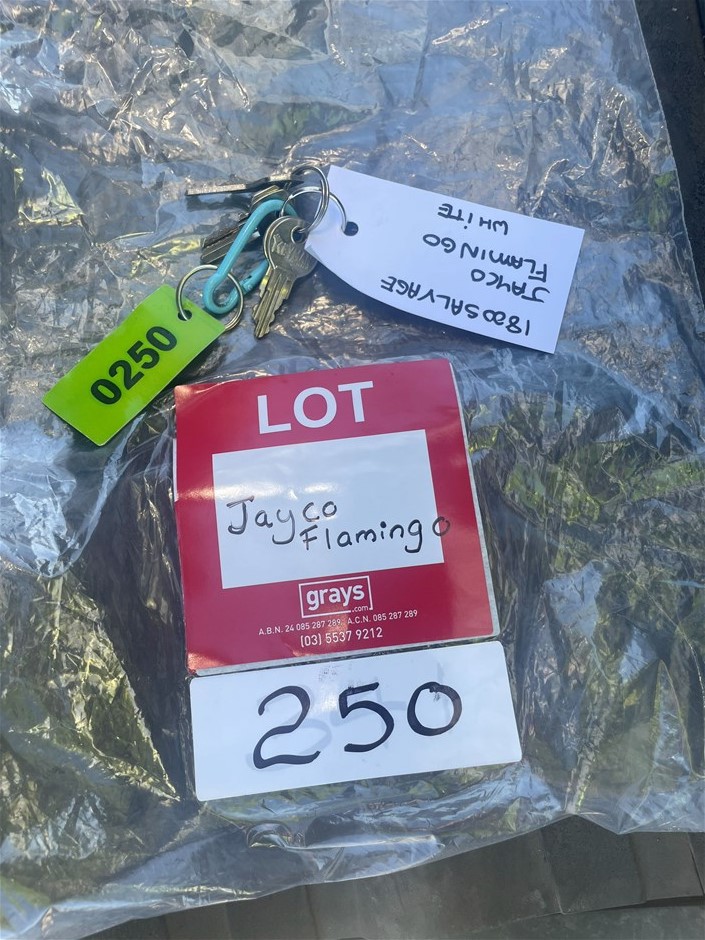 1800SALVAGE
JAYCO
FLAMINGO
WHITE
0250
LOT
Jayco
Flamingo
grays
.com
A.B.N. 24 085 287 289. A.C.N. 085 287 289
(03) 5537 9212
250